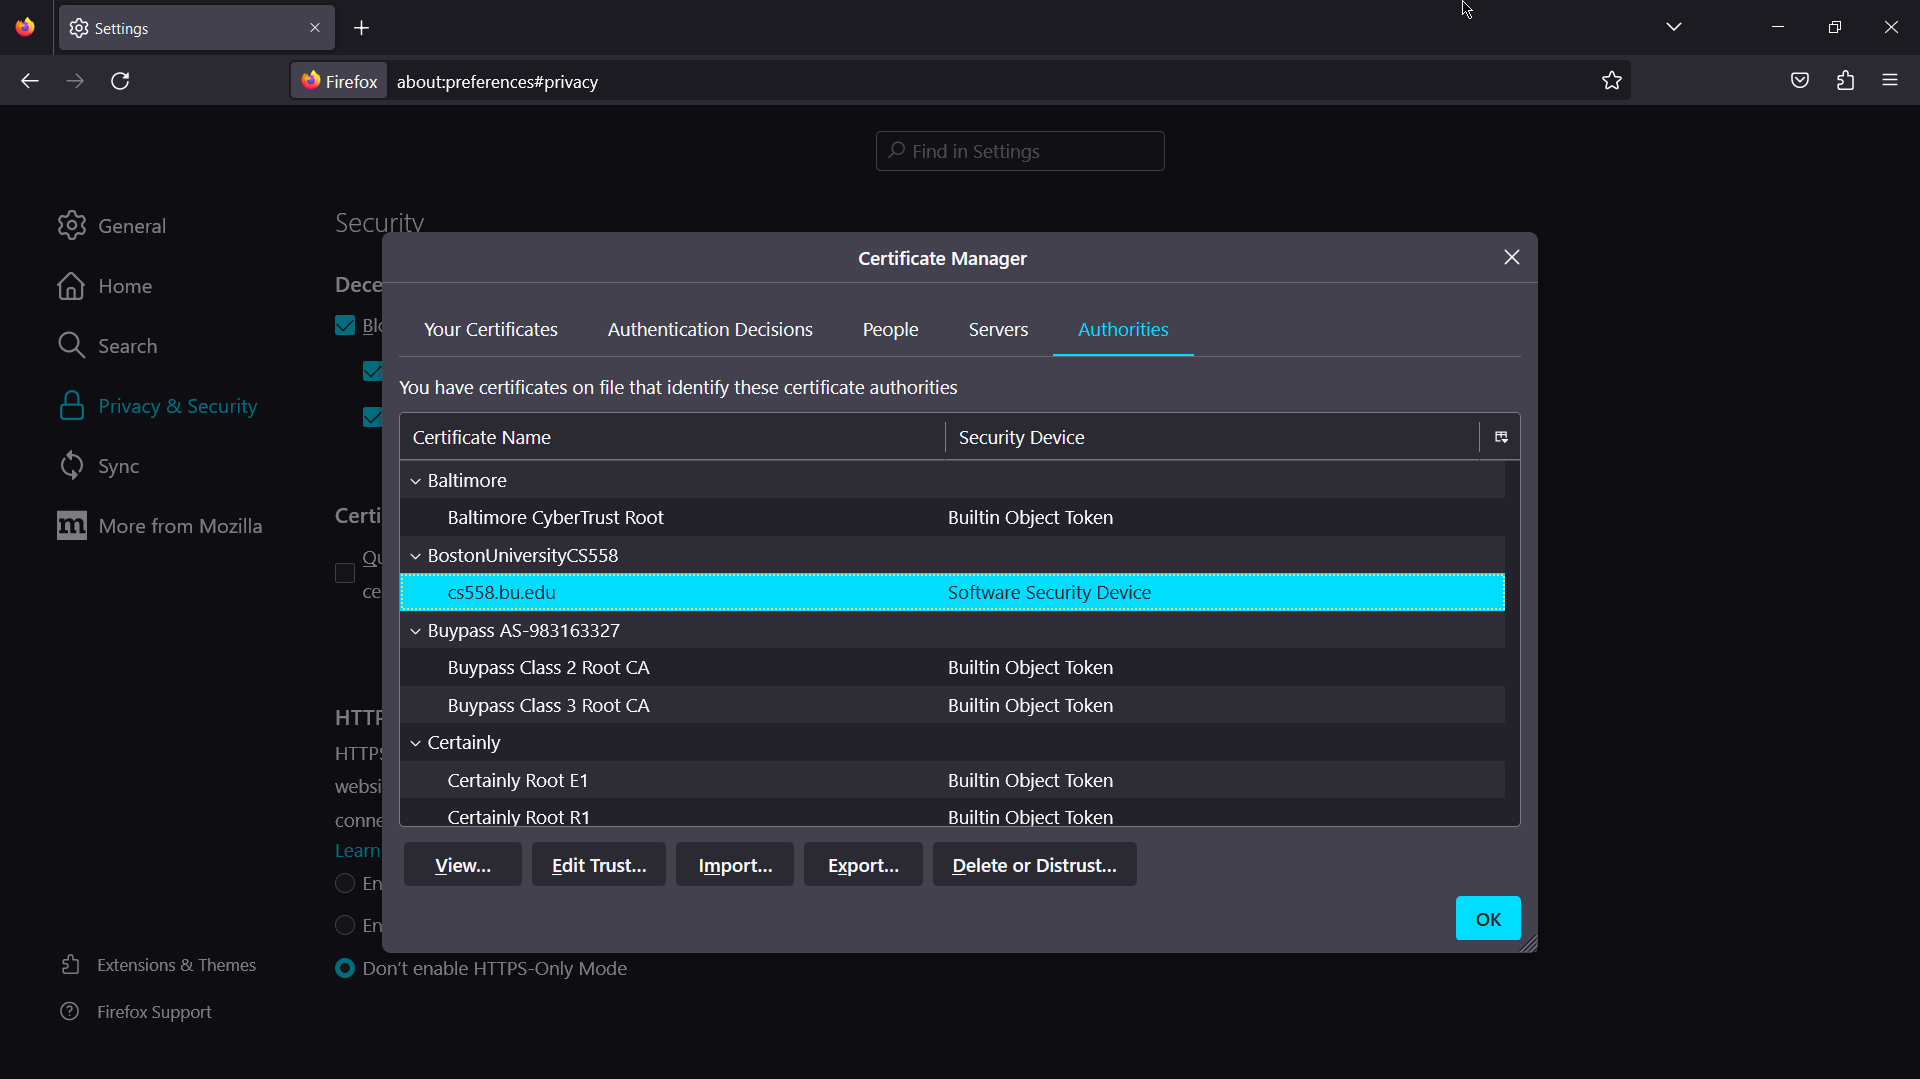 Settings
Firefox
about:preferences#privacy
Find in Settings
General
Home
Search
Privacy & Security
Sync
More from Mozilla
Extensions & Themes
Firefox Support
Security
Dece
Blo
Certi
Qu
ce
HTTP
HTTPS
websi
conne
Learn
En
En
Don't enable HTTPS-Only Mode
Certificate Manager
Your Certificates
Authentication Decisions
People
Servers
Authorities
You have certificates on file that identify these certificate authorities
Certificate Name
Security Device
Baltimore
Baltimore CyberTrust Root Builtin Object Token
BostonUniversityCS558
cs558.bu.edu Software Security Device
Buypass AS-983163327
Buypass Class 2 Root CA Builtin Object Token
Buypass Class 3 Root CA Builtin Object Token
Certainly
Certainly Root E1 Builtin Object Token
Certainly Root R1 Builtin Object Token
View...
Edit Trust...
Import...
Export...
Delete or Distrust...
OK